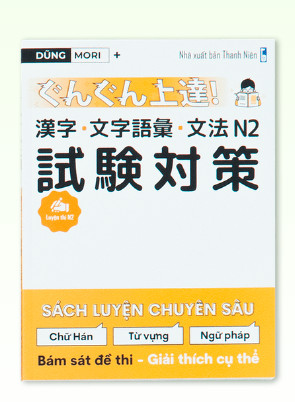 DŨNG MORI +
Nhà xuất bản Thanh Niên
ぐんぐん上達!
漢字・文字語彙・文法 N2
試験対策
Luyện thi N2
SÁCH LUYỆN CHUYÊN SÂU
Chữ Hán
Từ vựng
Ngữ pháp
Bám sát đề thi - Giải thích cụ thể